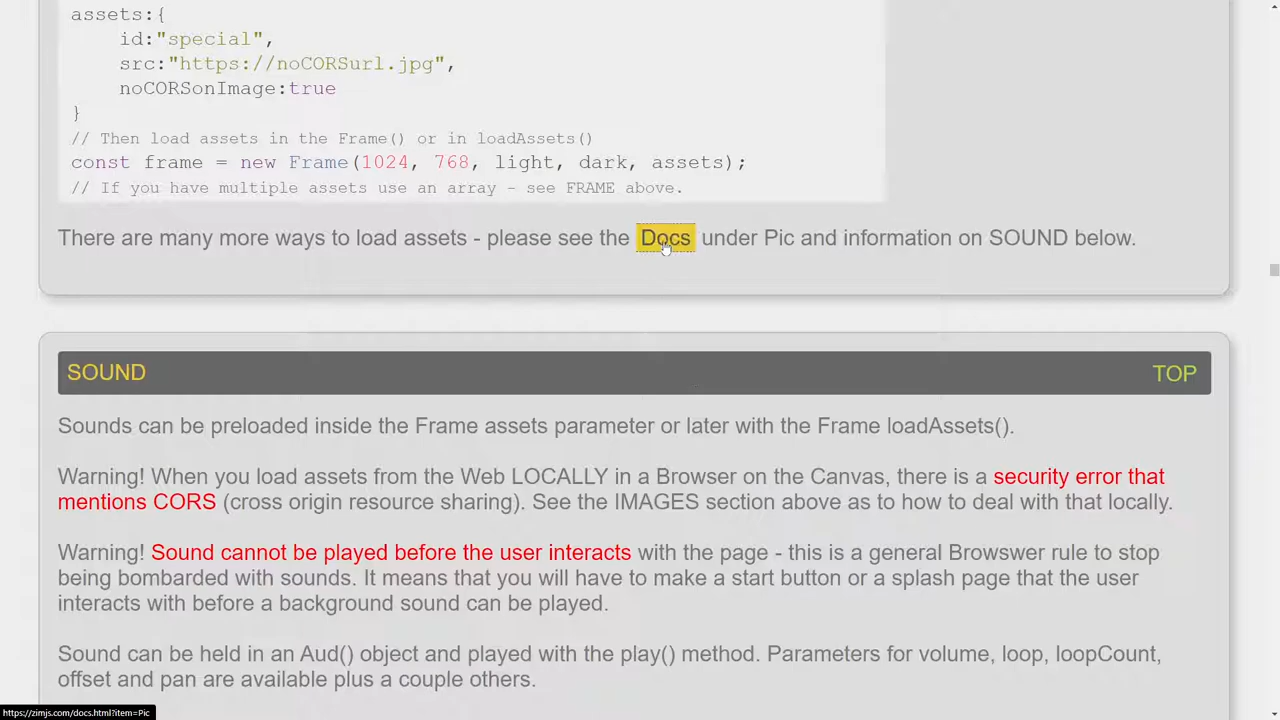 assets:{
id:"special",
src:"https://noCORSurl.jpg",
noCORSonImage:true
}
// Then load assets in the Frame() or in loadAssets()
const frame = new Frame(1024, 768, light, dark, assets);
// If you have multiple assets use an array - see FRAME above.
There are many more ways to load assets - please see the Docs under Pic and information on SOUND below.
SOUND TOP
Sounds can be preloaded inside the Frame assets parameter or later with the Frame loadAssets().
Warning! When you load assets from the Web LOCALLY in a Browser on the Canvas, there is a security error that
mentions CORS (cross origin resource sharing). See the IMAGES section above as to how to deal with that locally.
Warning! Sound cannot be played before the user interacts with the page - this is a general Browswer rule to stop
being bombarded with sounds. It means that you will have to make a start button or a splash page that the user
interacts with before a background sound can be played.
Sound can be held in an Aud() object and played with the play() method. Parameters for volume, loop, loopCount,
offset and pan are available plus a couple others.
https://zimjs.com/docs.html?item=Pic